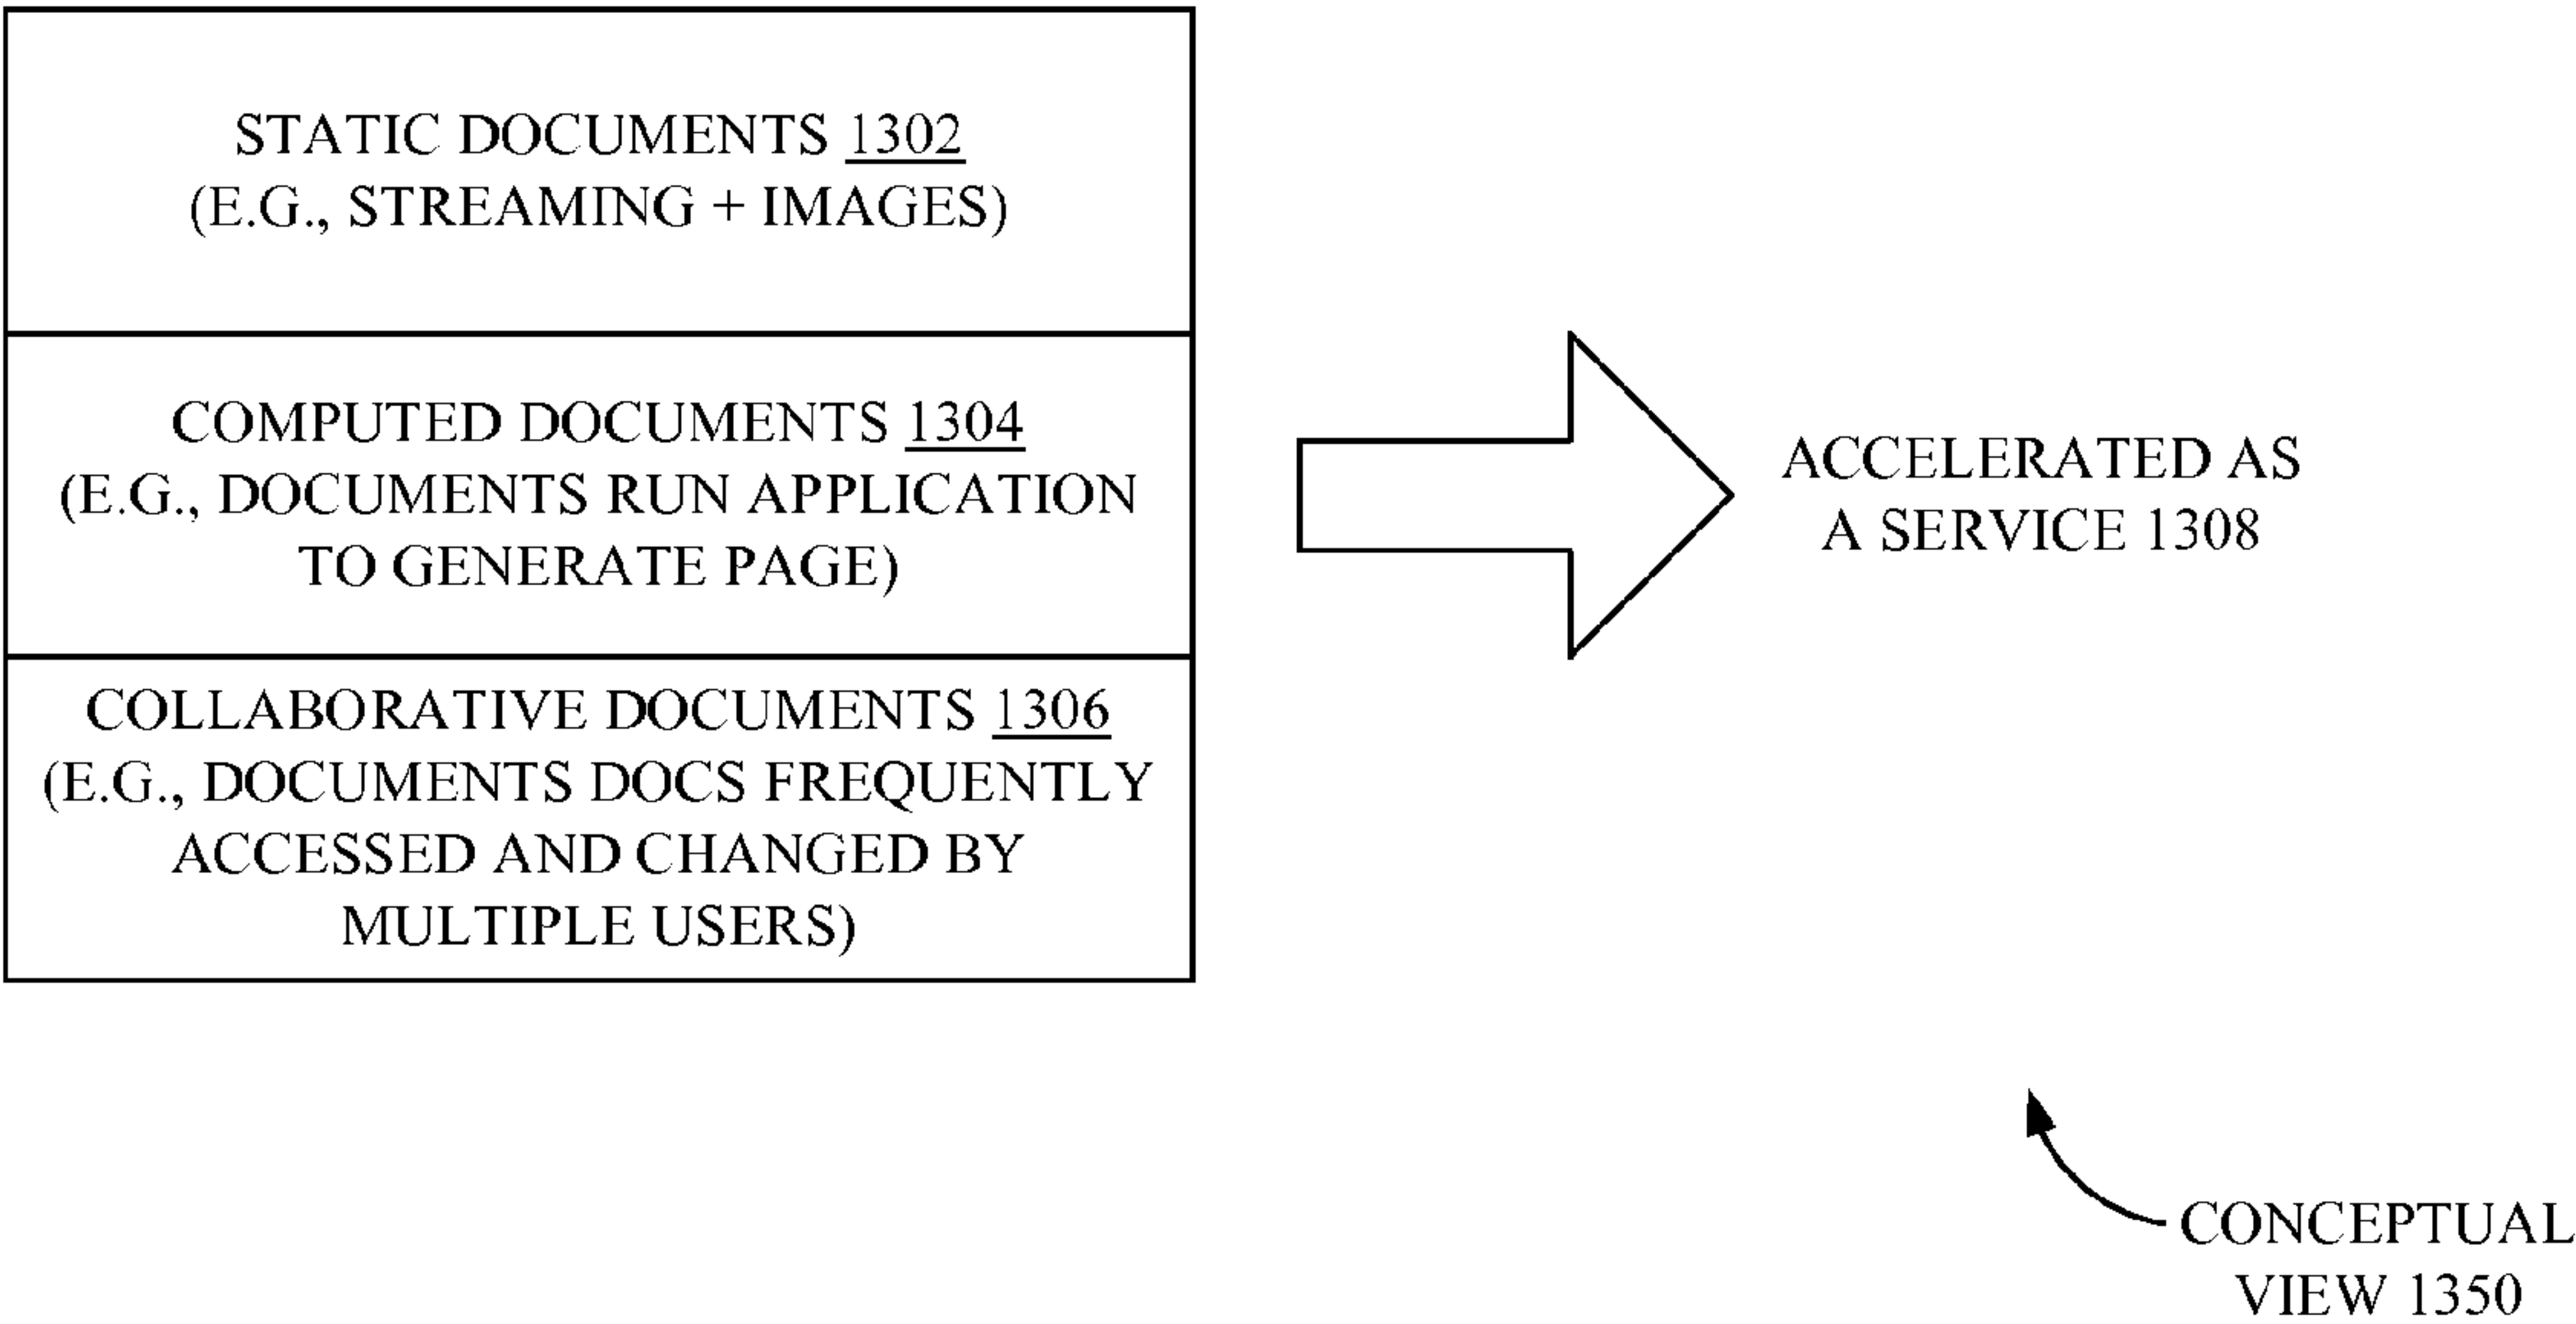 STATIC DOCUMENTS 1302
(E.G., STREAMING + IMAGES)
COMPUTED DOCUMENTS 1304
(E.G., DOCUMENTS RUN APPLICATION
TO GENERATE PAGE)
COLLABORATIVE DOCUMENTS 1306
(E.G., DOCUMENTS DOCS FREQUENTLY
ACCESSED AND CHANGED BY
MULTIPLE USERS)
ACCELERATED AS
A SERVICE 1308
CONCEPTUAL
VIEW 1350